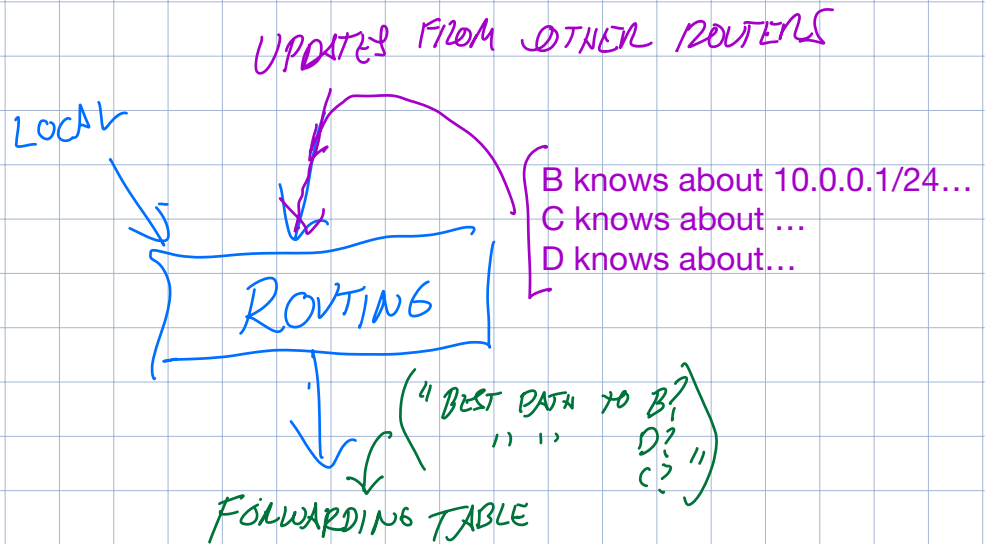 UPDATES FROM OTHER ROUTERS
LOCAL
B knows about 10.0.0.1/24…
C knows about …
D knows about…
ROUTING
("BEST PATH TO B?
" " D?
C?")
FORWARDING TABLE